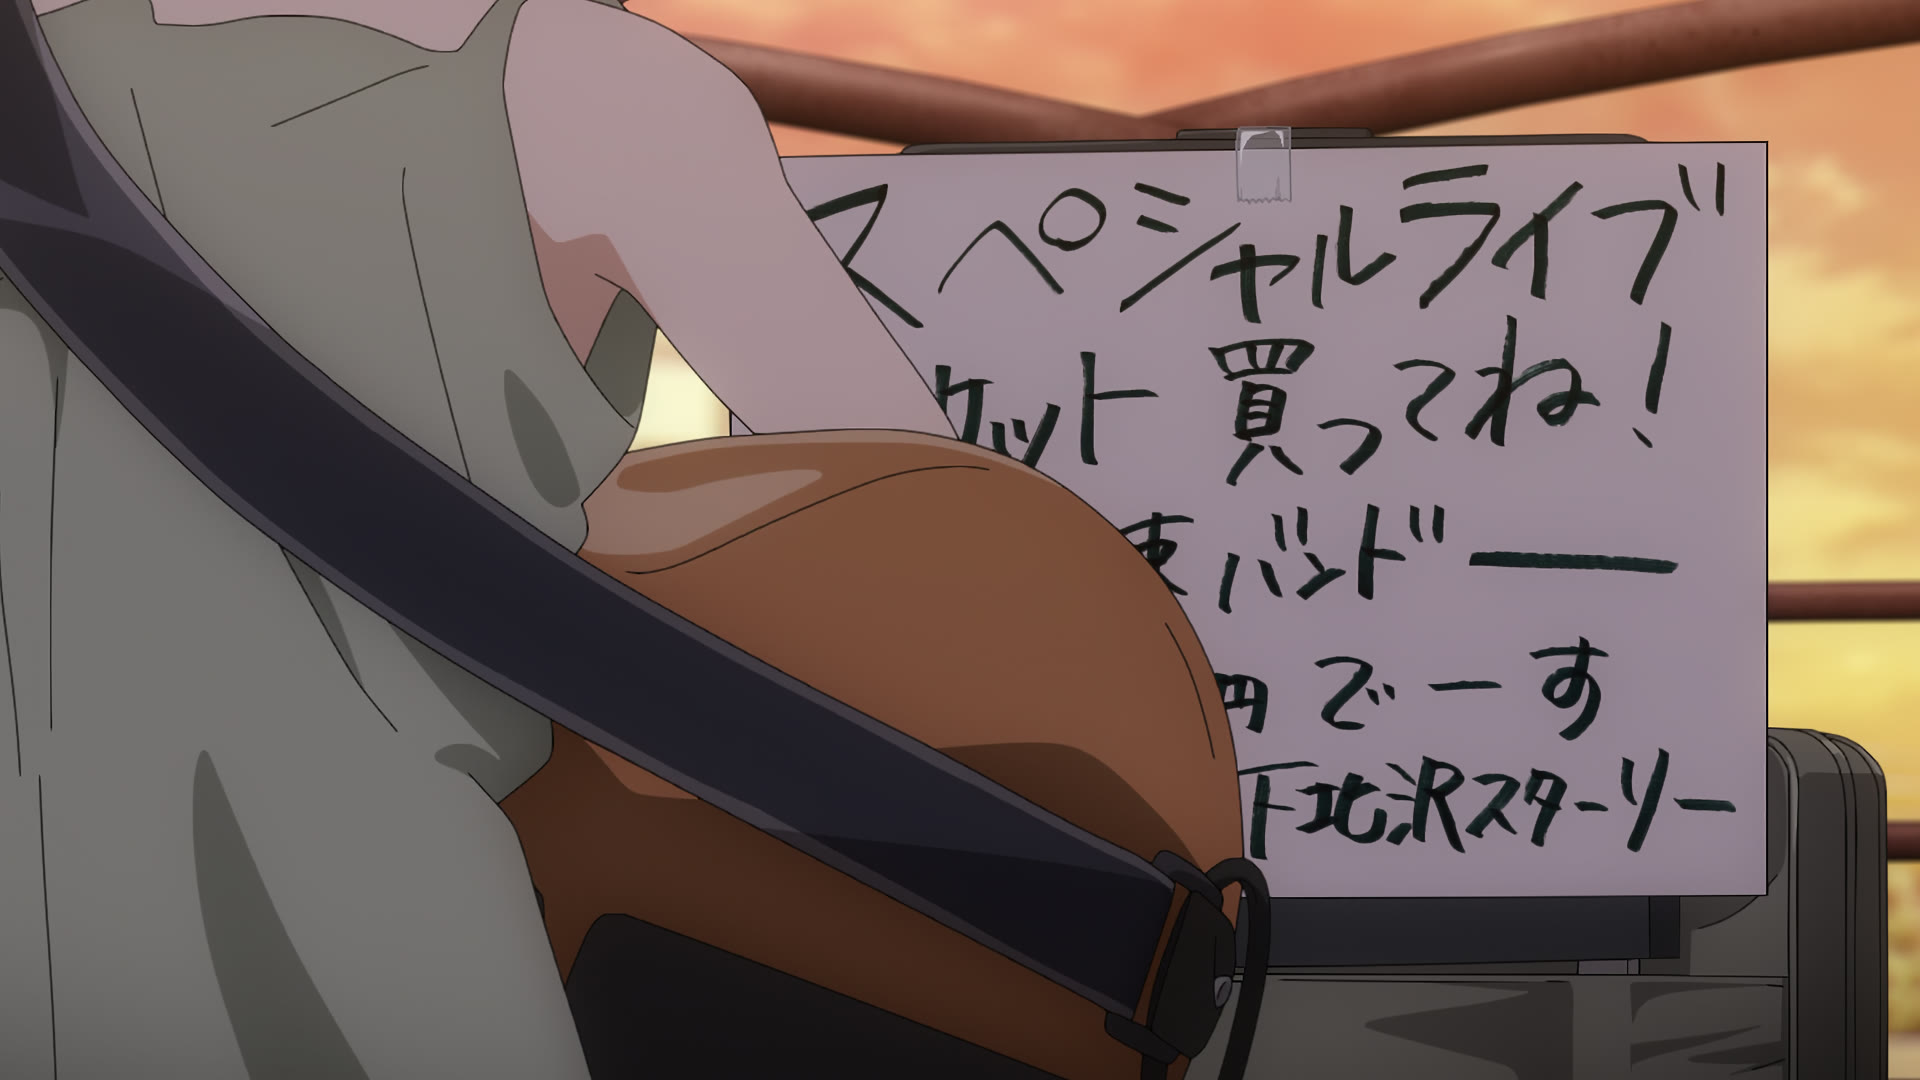 スペシャルライブ
ケット 買ってね!
束バンドー
円でーす
下北沢スターリー